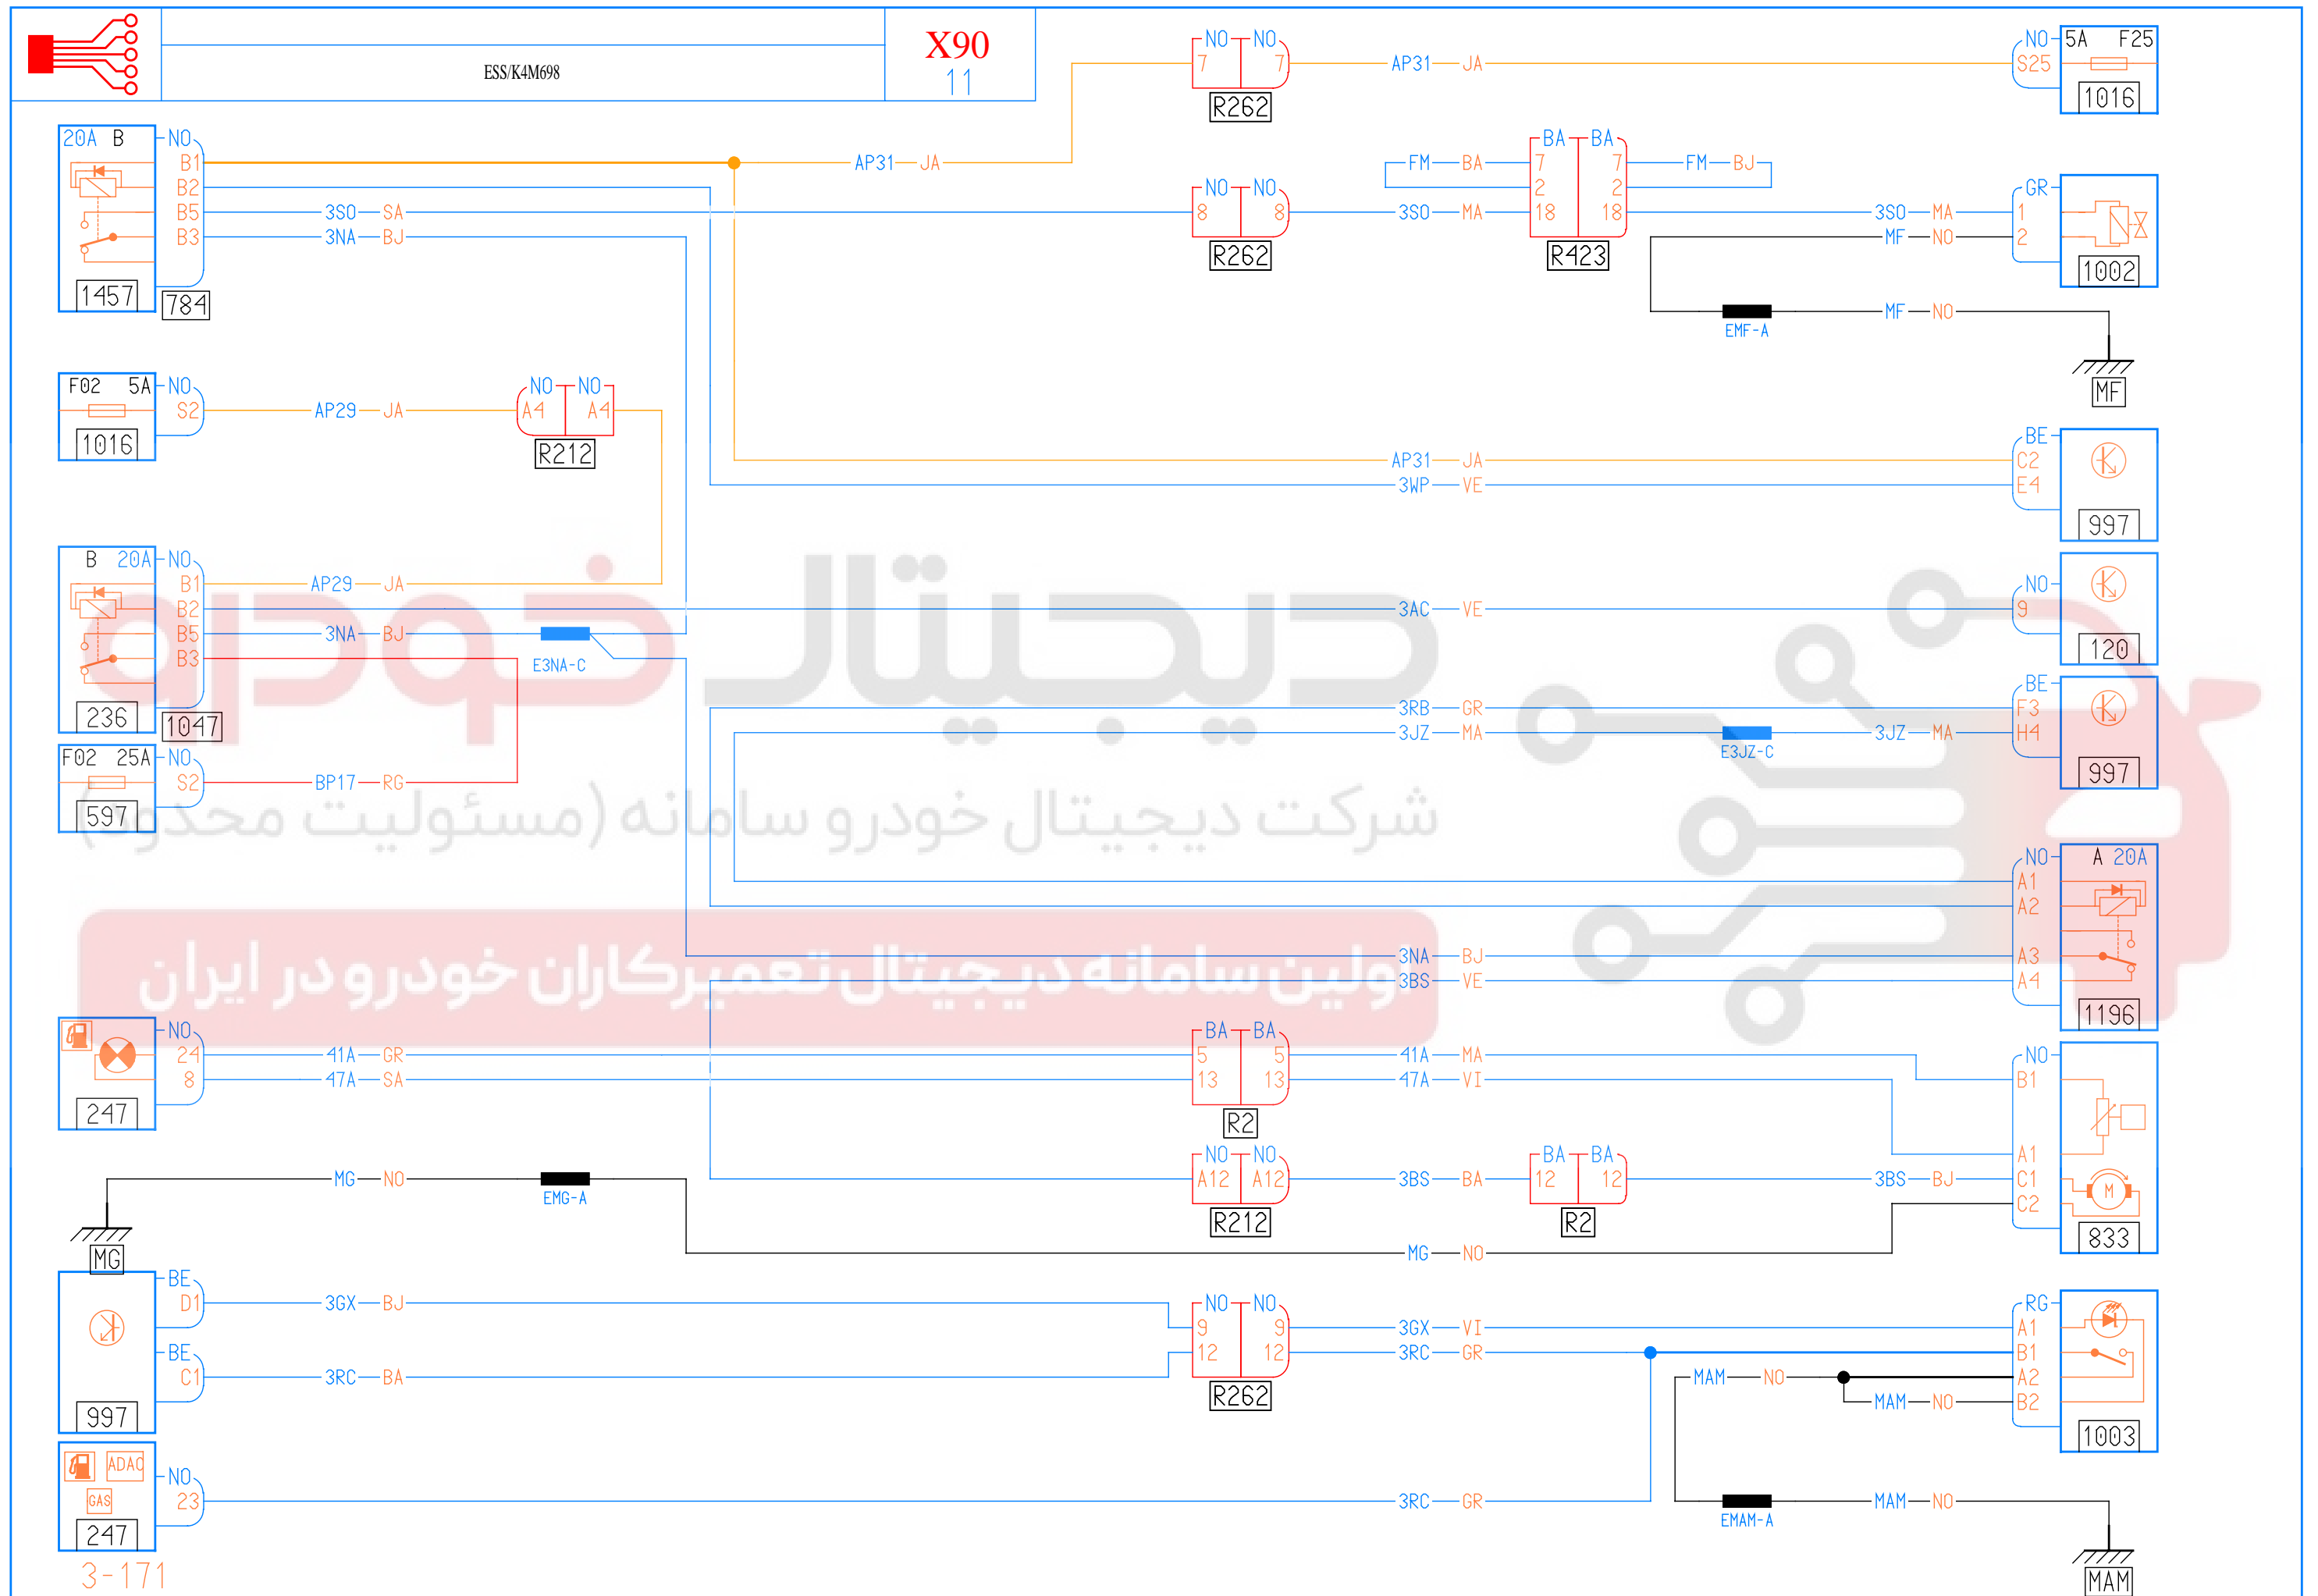 ESS/K4M698
X90
11
NO NO
7 7
R262
AP31 JA
NO 5A F25
S25
1016
20A B NO
B1
B2
B5
B3
1457
784
AP31 JA
3SO SA
3NA BJ
NO NO
8 8
R262
FM BA
BA BA
7 7
2 2
18 18
R423
FM BJ
3SO MA
3SO MA
MF NO
GR
1
2
1002
EMF-A
MF NO
MF
F02 5A NO
S2
1016
AP29 JA
NO NO
A4 A4
R212
AP31 JA
3WP VE
BE
C2
E4
997
B 20A NO
B1
B2
B5
B3
236
1047
AP29 JA
3NA BJ
E3NA-C
3AC VE
NO
9
120
دیجیتال خودرو
3RB GR
3JZ MA
E3JZ-C
3JZ MA
BE
F3
H4
997
F02 25A NO
S2
597
BP17 RG
شرکت دیجیتال خودرو سامانه (مسئولیت محدود)
NO A 20A
A1
A2
A3
A4
1196
3NA BJ
3BS VE
اولین سامانه دیجیتال تعمیرکاران خودرو در ایران
NO
24
8
247
41A GR
47A SA
BA BA
5 5
13 13
R2
41A MA
47A VI
NO
B1
A1
C1
C2
M
833
MG NO
EMG-A
MG
NO NO
A12 A12
R212
3BS BA
BA BA
12 12
R2
3BS BJ
MG NO
BE
D1
BE
C1
997
3GX BJ
3RC BA
NO NO
9 9
12 12
R262
3GX VI
3RC GR
MAM NO
MAM NO
RG
A1
B1
A2
B2
1003
ADAC
GAS
NO
23
247
3RC GR
EMAM-A
MAM NO
MAM
3-171